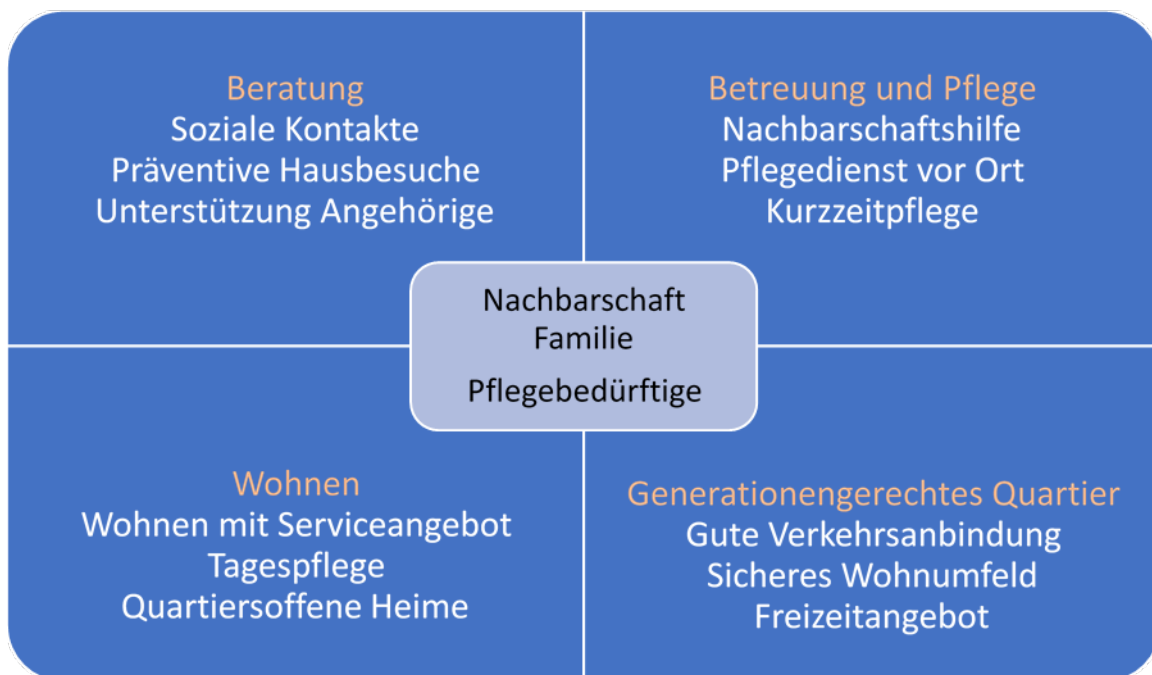 Beratung
Soziale Kontakte
Präventive Hausbesuche
Unterstützung Angehörige
Betreuung und Pflege
Nachbarschaftshilfe
Pflegedienst vor Ort
Kurzzeitpflege
Nachbarschaft
Familie
Pflegebedürftige
Wohnen
Wohnen mit Serviceangebot
Tagespflege
Quartiersoffene Heime
Generationengerechtes Quartier
Gute Verkehrsanbindung
Sicheres Wohnumfeld
Freizeitangebot